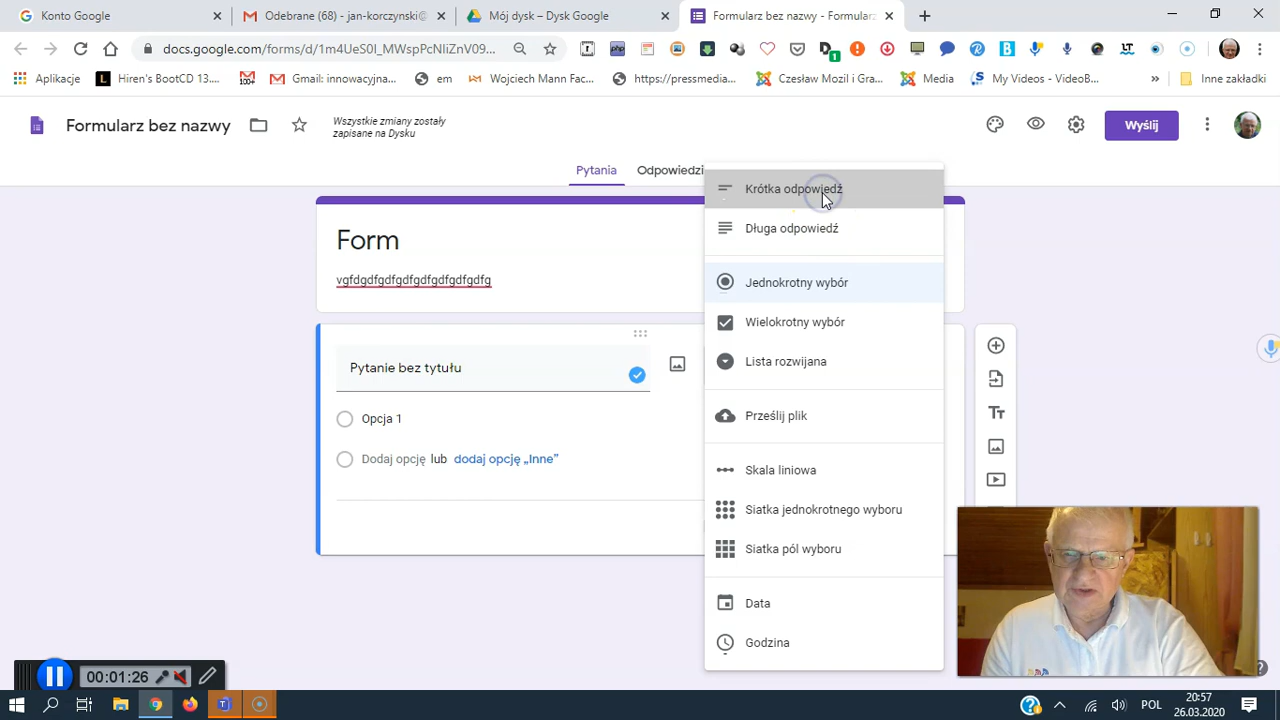 Konto Google
Odebrane (68) - jan-korczynski@
Mój dysk – Dysk Google
Formularz bez nazwy - Formular
docs.google.com/forms/d/1m4UeS0I_MWspPcNIiZnV09...
Aplikacje
Hiren's BootCD 13....
Gmail: innowacyjna...
em
Wojciech Mann Fac...
https://pressmedia...
Czesław Mozil i Gra...
Media
My Videos - VideoB...
»
Inne zakładki
Formularz bez nazwy
Wszystkie zmiany zostały
zapisane na Dysku
Wyślij
Pytania
Odpowiedzi
Krótka odpowiedź
Długa odpowiedź
Jednokrotny wybór
Wielokrotny wybór
Lista rozwijana
Prześlij plik
Skala liniowa
Siatka jednokrotnego wyboru
Siatka pól wyboru
Data
Godzina
Form
vgfdgdfgdfgdfgdfgdfgdfgdfg
Pytanie bez tytułu
Opcja 1
Dodaj opcję lub dodaj opcję „Inne”
00:01:26
POL
20:57
26.03.2020